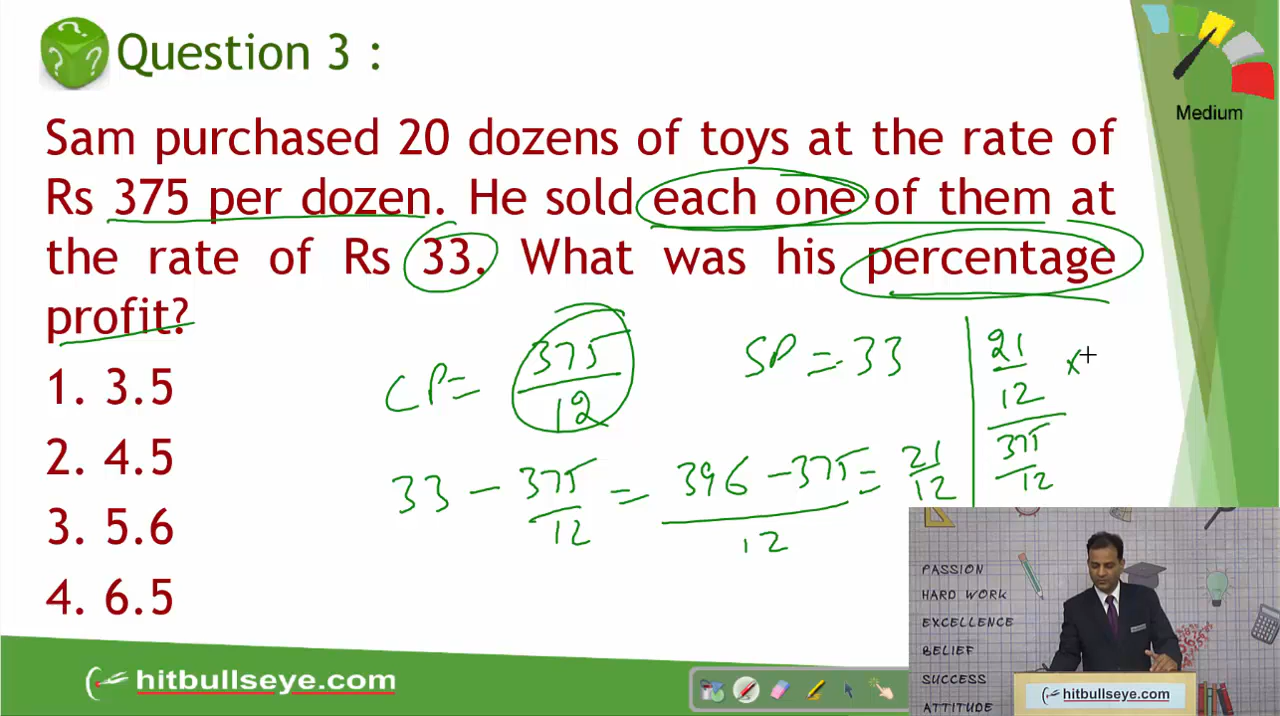 Question 3 :
Medium
Sam purchased 20 dozens of toys at the rate of
Rs 375 per dozen. He sold each one of them at
the rate of Rs 33. What was his percentage
profit?
1. 3.5
2. 4.5
3. 5.6
4. 6.5
CP = 375/12
SP = 33
33 - 375/12 = 396 - 375/12 = 21/12
21/12 x
375/12
PASSION
HARD WORK
EXCELLENCE
BELIEF
SUCCESS
ATTITUDE
hitbullseye.com
hitbullseye.com